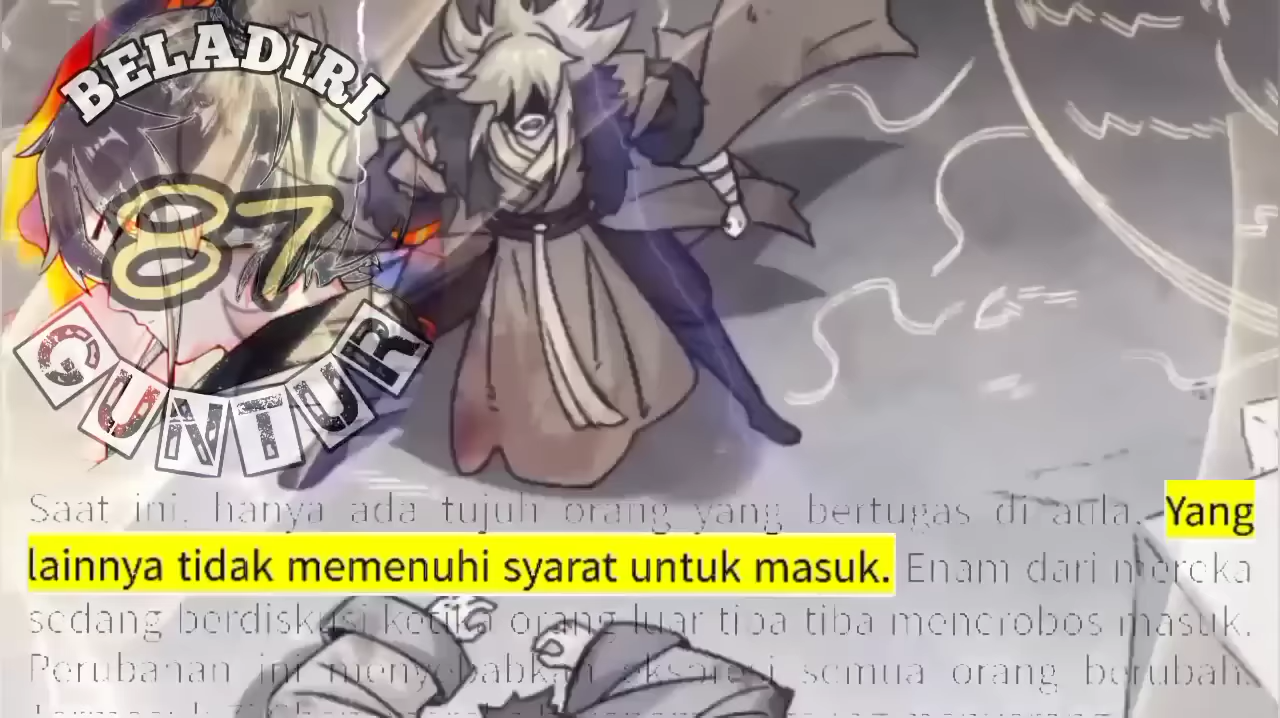 BELADIRI
87
GUNTUR
Saat ini, hanya ada tujuh orang yang bertugas di aula. Yang
lainnya tidak memenuhi syarat untuk masuk. Enam dari mereka
sedang berdiskusi ketika orang luar tiba tiba menerobos masuk.
Perubahan ini menyebabkan ekspresi semua orang berubah.